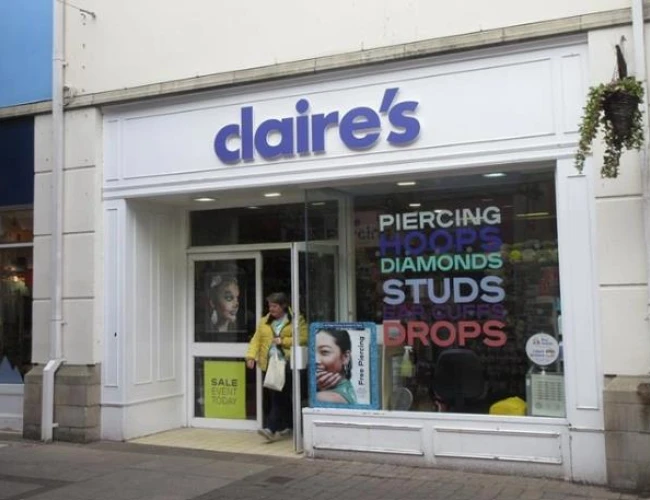 claire's
PIERCING
HOOPS
DIAMONDS
STUDS
EAR CUFFS
DROPS
Free Piercing
SALE
EVENT
TODAY